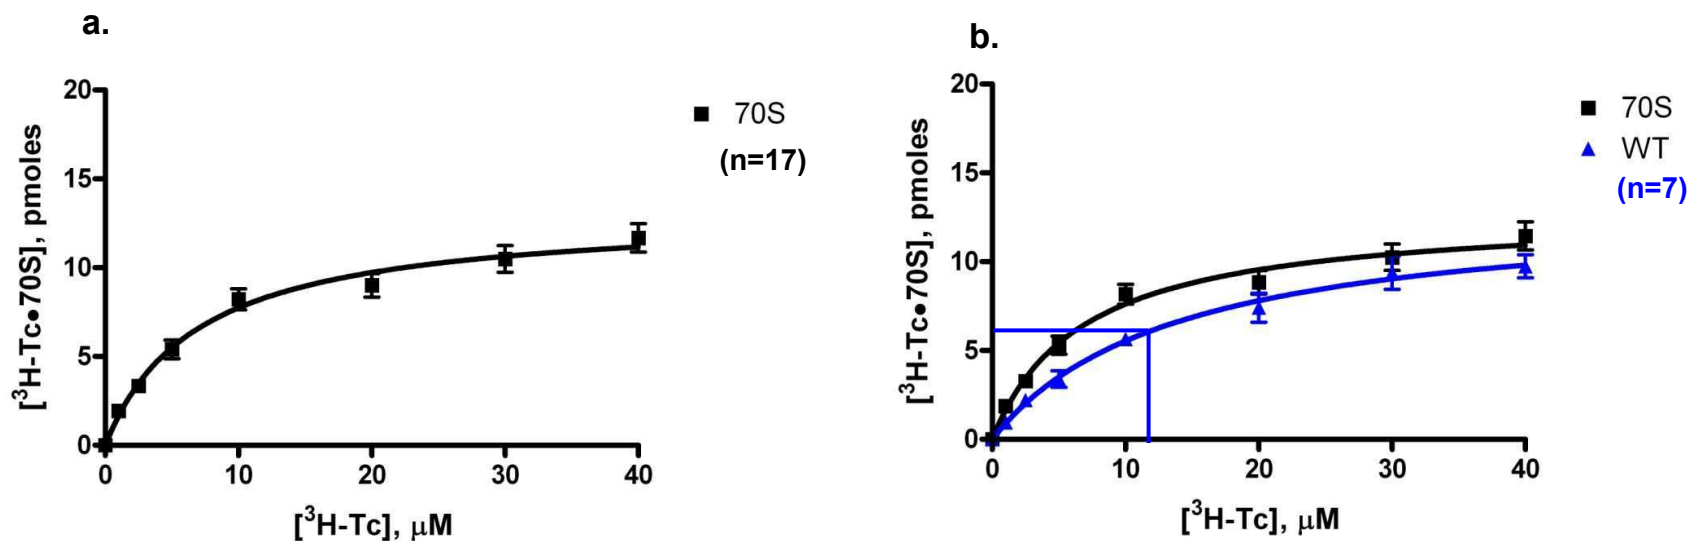 a.
[³H-Tc●70S], pmoles
20
15
10
5
0
0 10 20 30 40
[³H-Tc], μM
70S
(n=17)
b.
[³H-Tc●70S], pmoles
20
15
10
5
0
0 10 20 30 40
[³H-Tc], μM
70S
WT
(n=7)